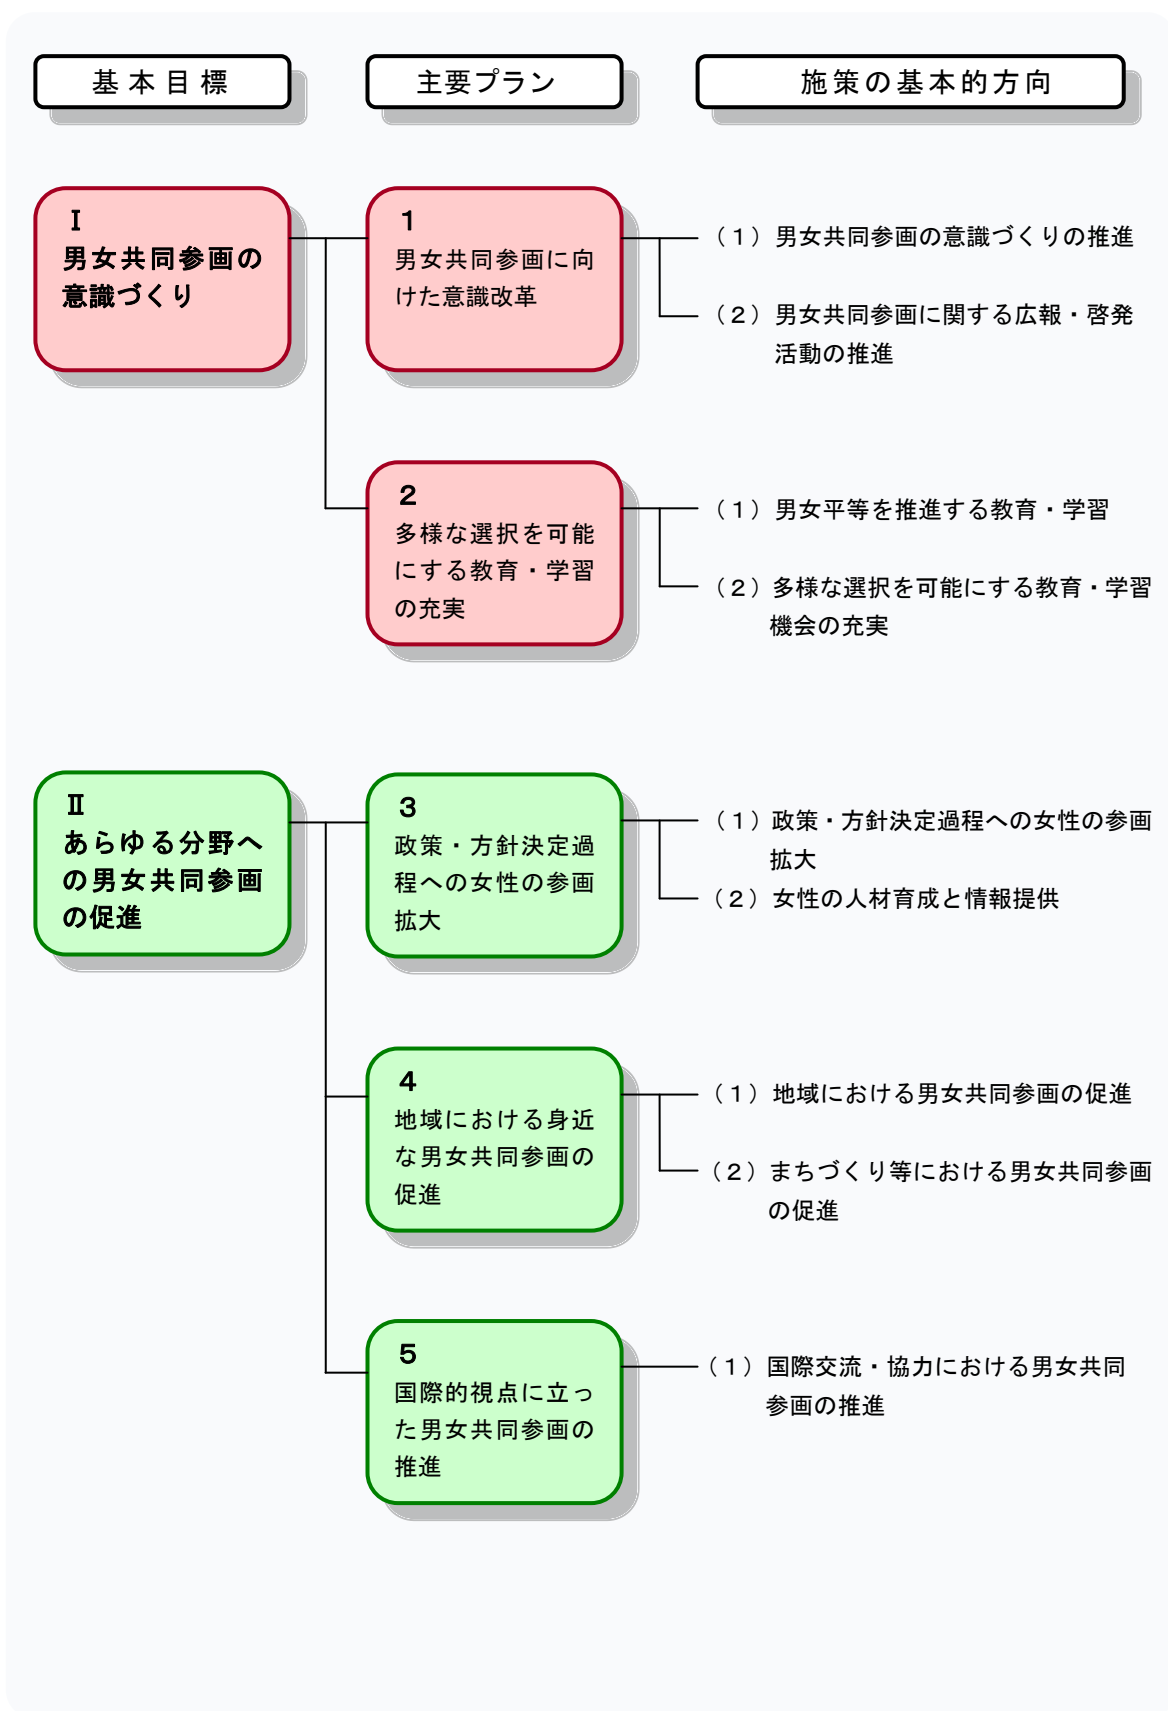 基本目標
主要プラン
施策の基本的方向
Ⅰ
男女共同参画の
意識づくり
1
男女共同参画に向
けた意識改革
（１）男女共同参画の意識づくりの推進
（２）男女共同参画に関する広報・啓発
活動の推進
2
多様な選択を可能
にする教育・学習
の充実
（１）男女平等を推進する教育・学習
（２）多様な選択を可能にする教育・学習
機会の充実
Ⅱ
あらゆる分野へ
の男女共同参画
の促進
3
政策・方針決定過
程への女性の参画
拡大
（１）政策・方針決定過程への女性の参画
拡大
（２）女性の人材育成と情報提供
4
地域における身近
な男女共同参画の
促進
（１）地域における男女共同参画の促進
（２）まちづくり等における男女共同参画
の促進
5
国際的視点に立っ
た男女共同参画の
推進
（１）国際交流・協力における男女共同
参画の推進